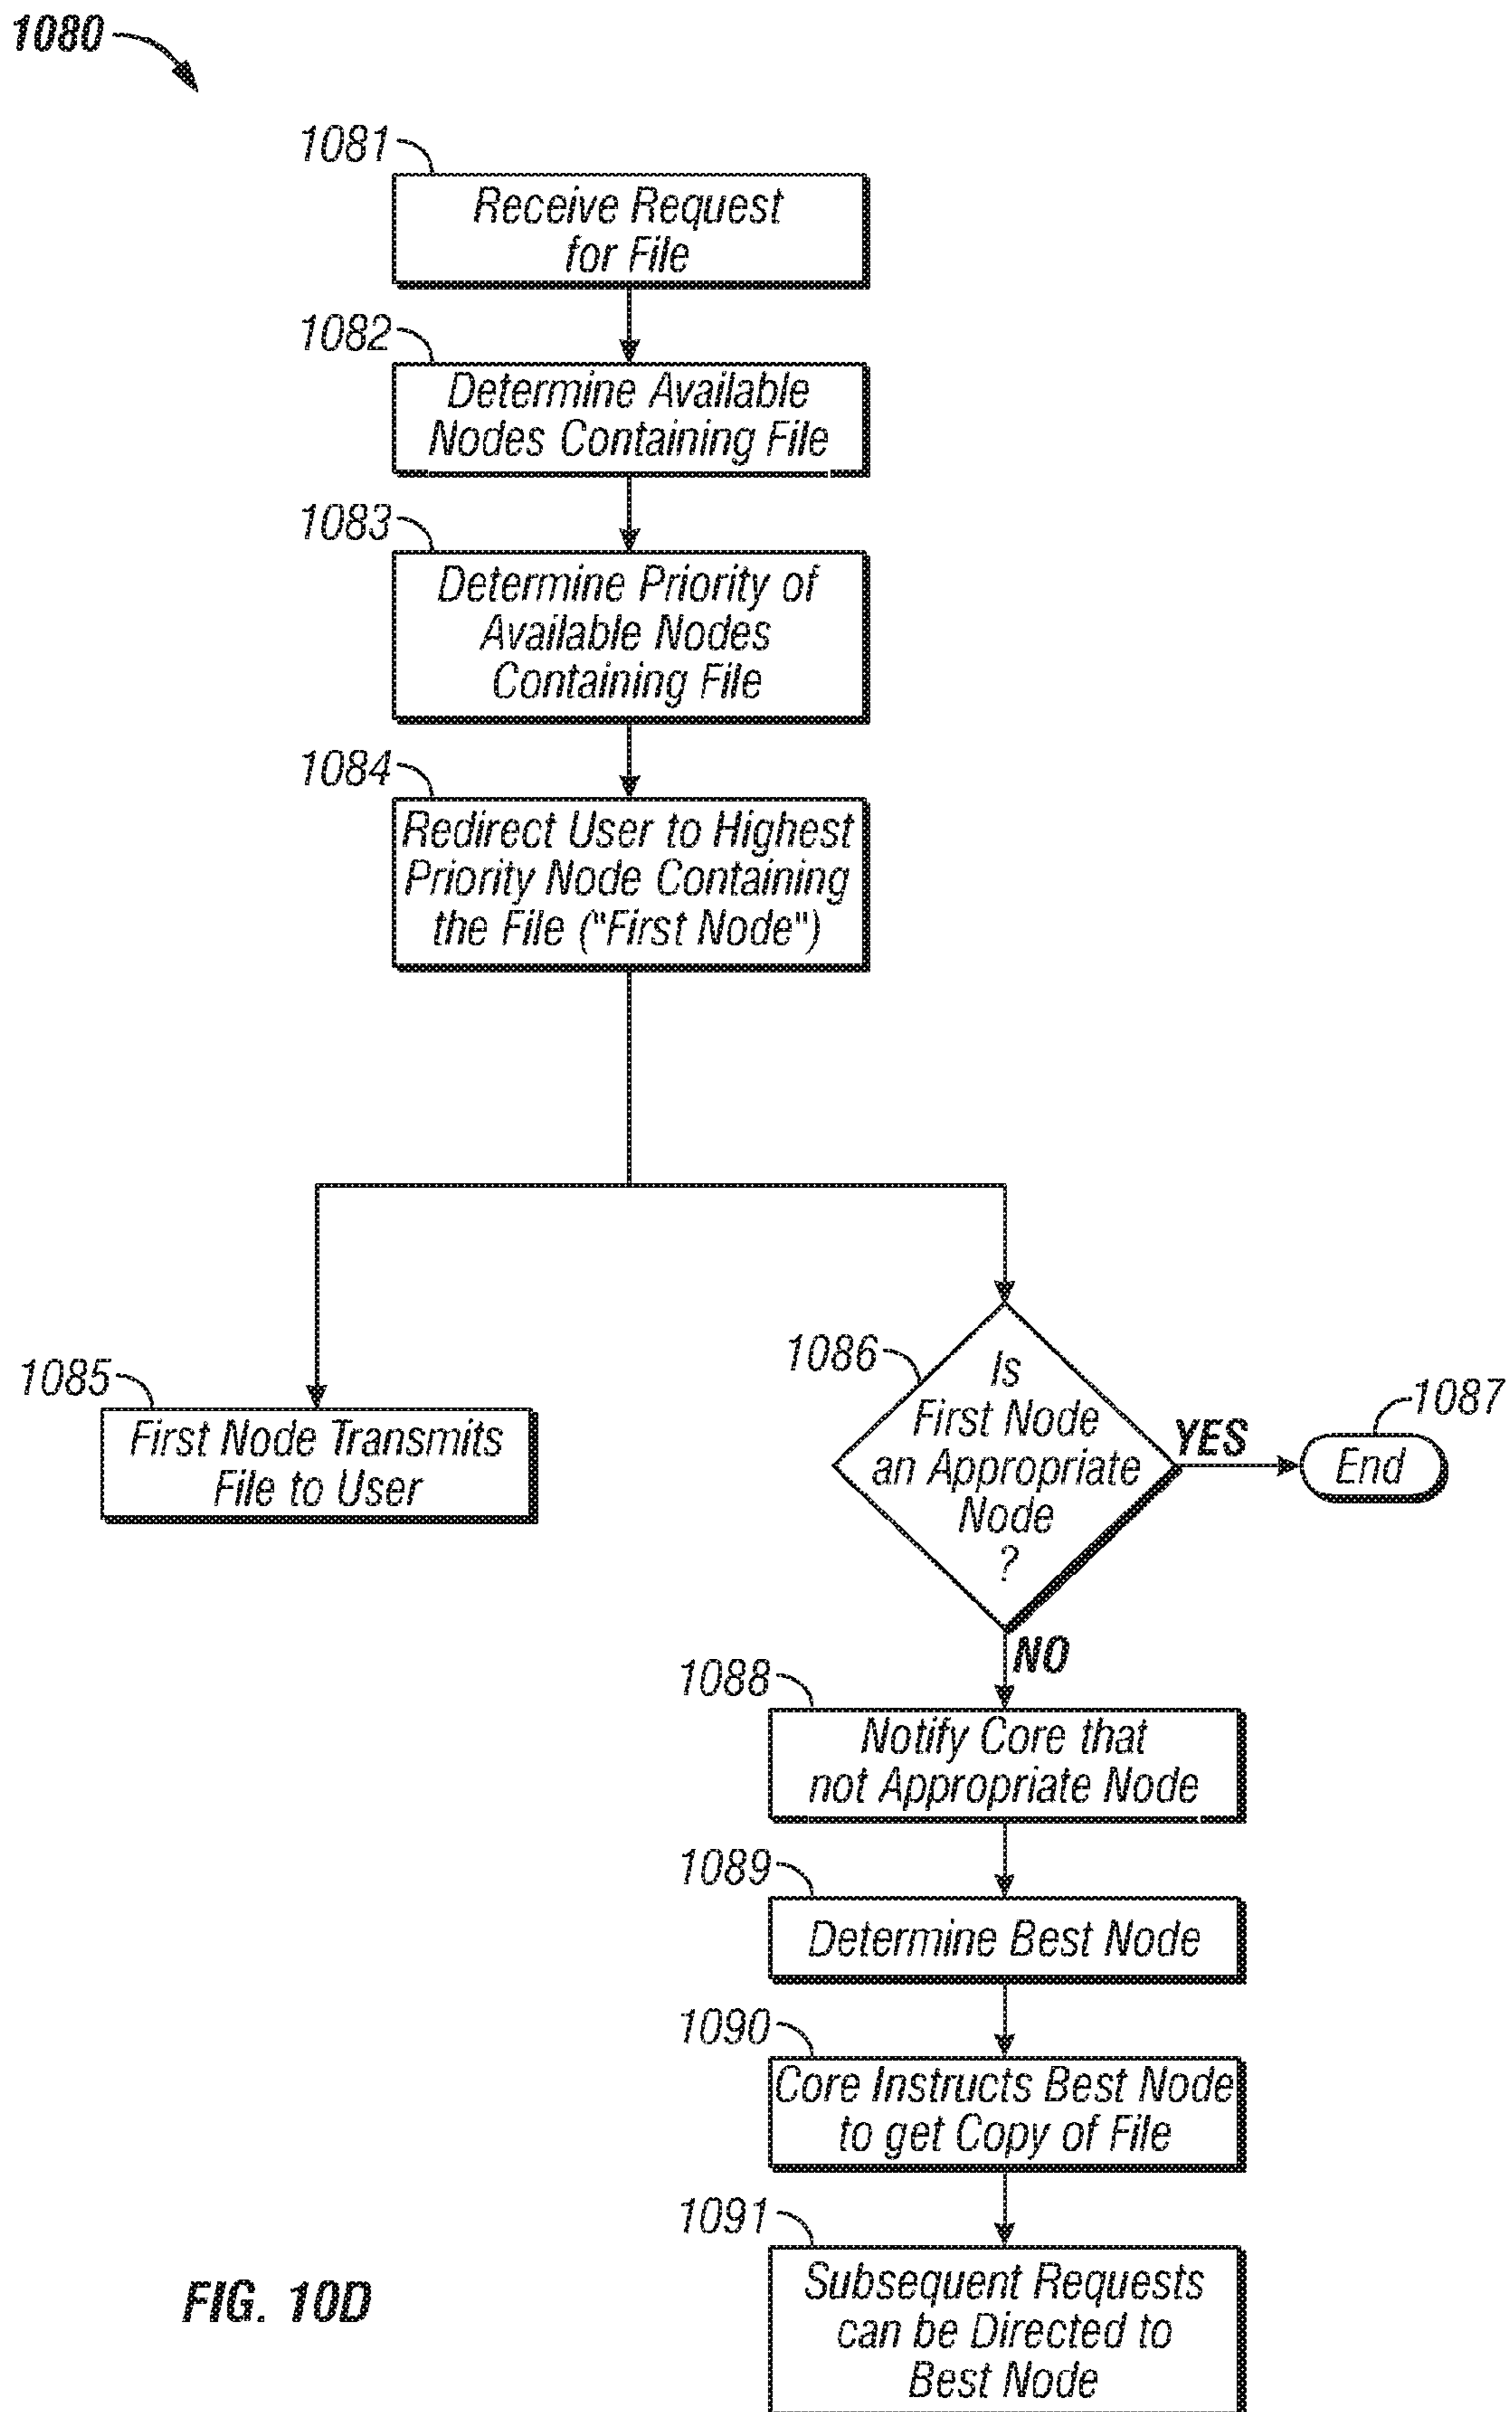 1080
1081
Receive Request
for File
1082
Determine Available
Nodes Containing File
1083
Determine Priority of
Available Nodes
Containing File
1084
Redirect User to Highest
Priority Node Containing
the File ("First Node")
1085
First Node Transmits
File to User
1086
Is
First Node
an Appropriate
Node
?
YES
1087
End
NO
1088
Notify Core that
not Appropriate Node
1089
Determine Best Node
1090
Core Instructs Best Node
to get Copy of File
1091
Subsequent Requests
can be Directed to
Best Node
FIG. 10D